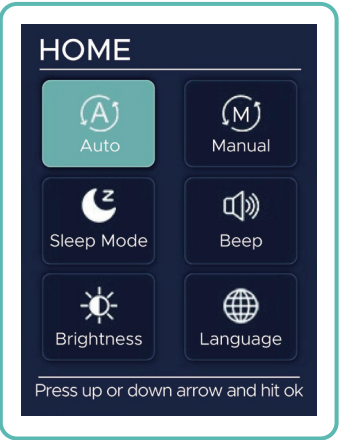 HOME
A M
Auto Manual
z
Sleep Mode Beep
Brightness Language
Press up or down arrow and hit ok